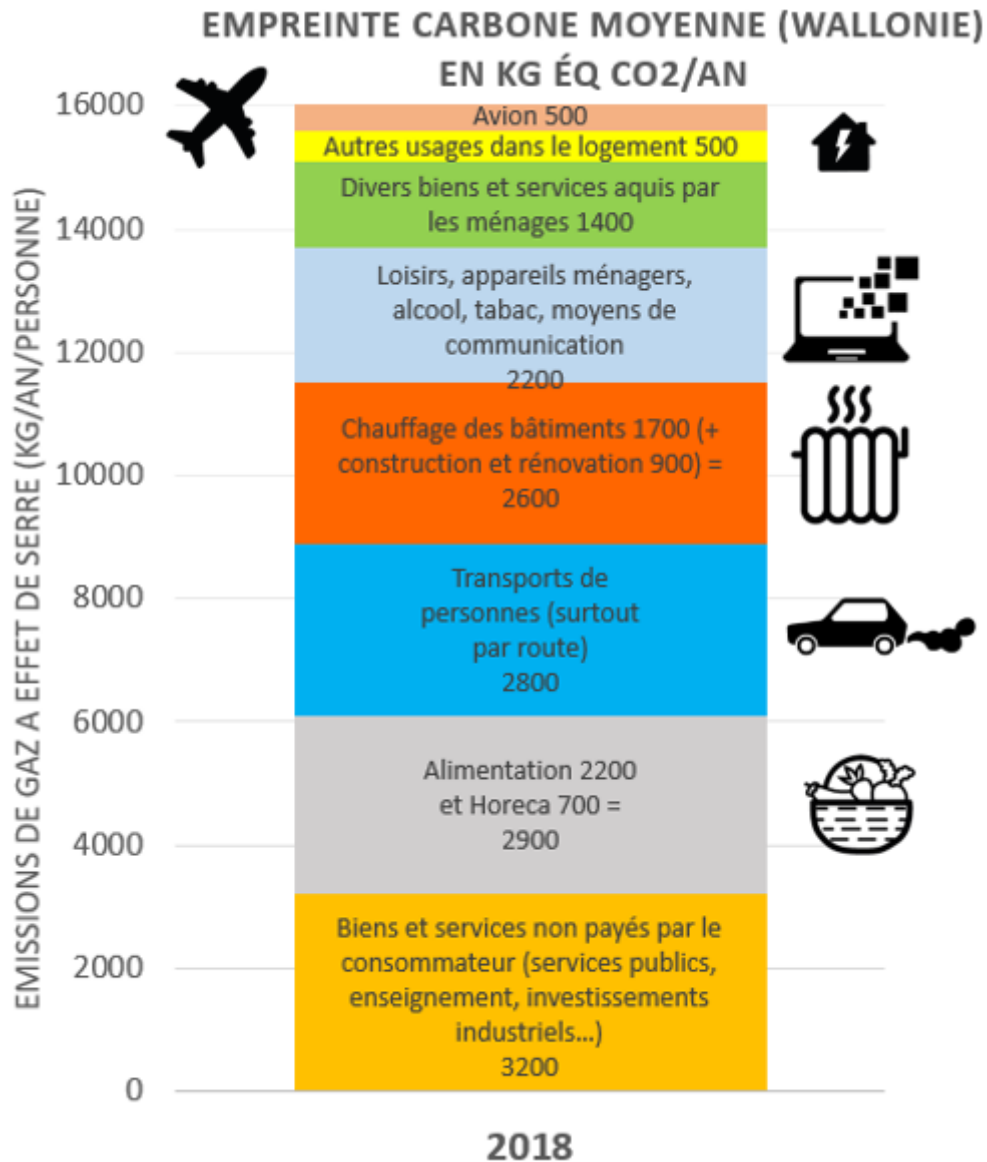 EMPREINTE CARBONE MOYENNE (WALLONIE)
EN KG ÉQ CO2/AN
EMISSIONS DE GAZ A EFFET DE SERRE (KG/AN/PERSONNE)
16000
14000
12000
10000
8000
6000
4000
2000
0
Avion 500
Autres usages dans le logement 500
Divers biens et services aquis par
les ménages 1400
Loisirs, appareils ménagers,
alcool, tabac, moyens de
communication
2200
Chauffage des bâtiments 1700 (+
construction et rénovation 900) =
2600
Transports de
personnes (surtout
par route)
2800
Alimentation 2200
et Horeca 700 =
2900
Biens et services non payés par le
consommateur (services publics,
enseignement, investissements
industriels...)
3200
2018